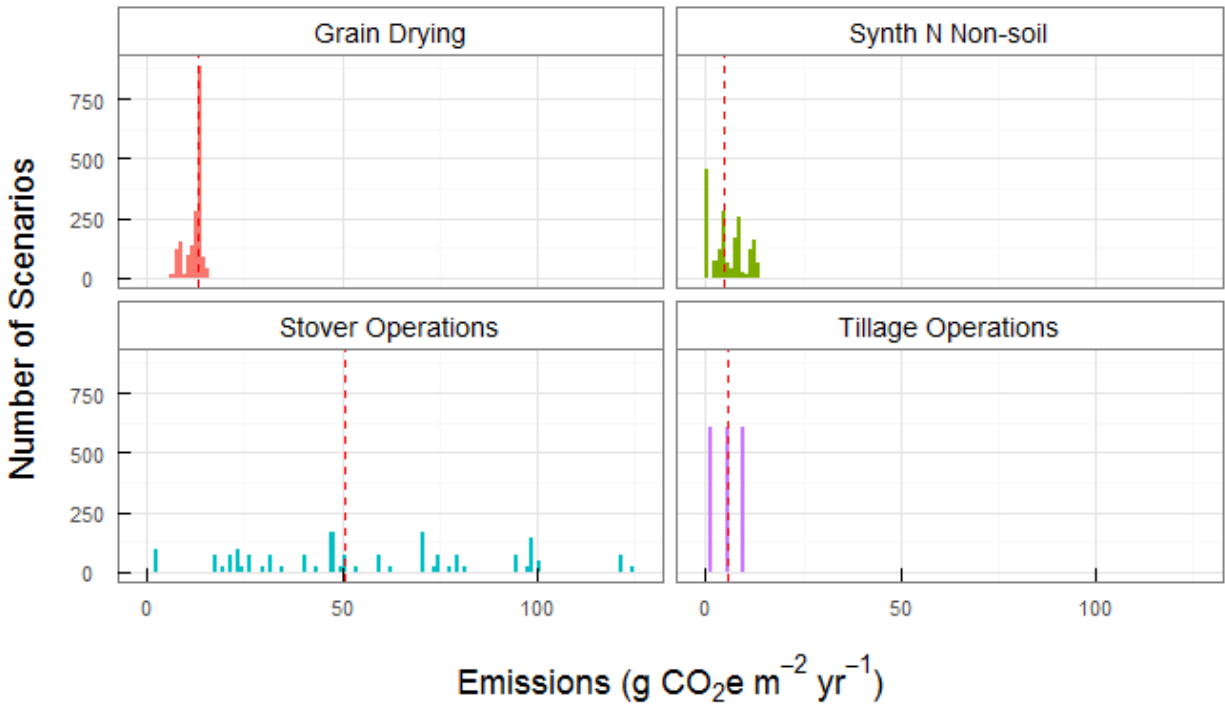 Grain Drying
Synth N Non-soil
750
500
250
0
Stover Operations
Tillage Operations
750
500
250
0
0 50 100
0 50 100
Number of Scenarios
Emissions (g CO₂e m⁻² yr⁻¹)